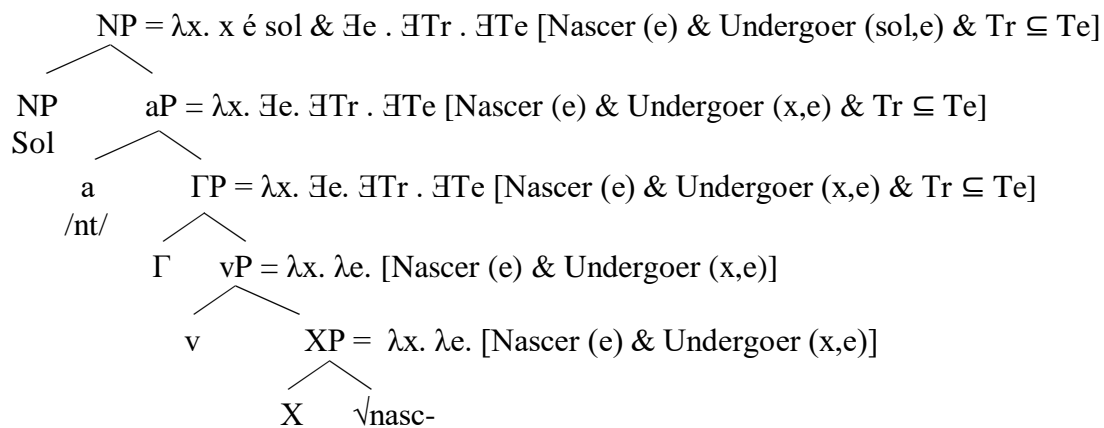 NP = λx. x é sol & ∃e . ∃Tr . ∃Te [Nascer (e) & Undergoer (sol,e) & Tr ⊆ Te]
NP aP = λx. ∃e. ∃Tr . ∃Te [Nascer (e) & Undergoer (x,e) & Tr ⊆ Te]
Sol
a ΓP = λx. ∃e. ∃Tr . ∃Te [Nascer (e) & Undergoer (x,e) & Tr ⊆ Te]
/nt/
Γ vP = λx. λe. [Nascer (e) & Undergoer (x,e)]
v XP = λx. λe. [Nascer (e) & Undergoer (x,e)]
X √nasc-